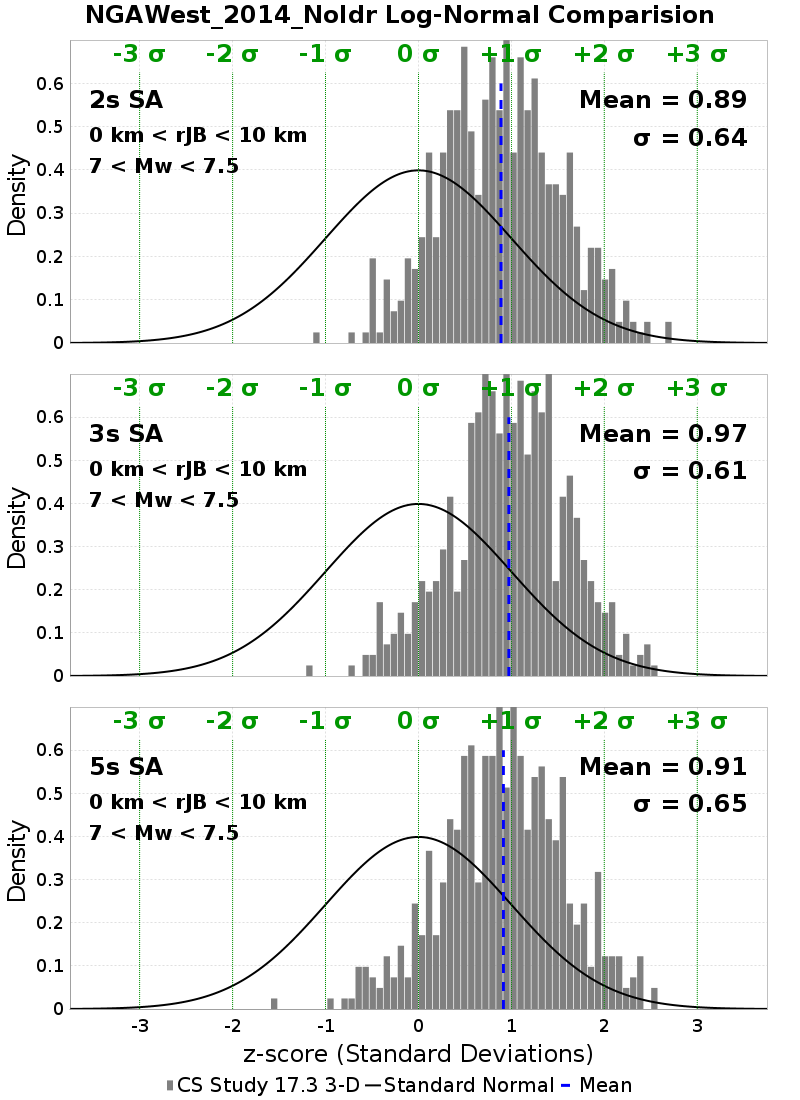 NGAWest_2014_NoIdr Log-Normal Comparision
-3 σ -2 σ -1 σ 0 σ +1 σ +2 σ +3 σ
2s SA Mean = 0.89
0 km < rJB < 10 km σ = 0.64
7 < Mw < 7.5
0.6
0.5
0.4
0.3
0.2
0.1
0
Density
-3 σ -2 σ -1 σ 0 σ +1 σ +2 σ +3 σ
3s SA Mean = 0.97
0 km < rJB < 10 km σ = 0.61
7 < Mw < 7.5
0.6
0.5
0.4
0.3
0.2
0.1
0
Density
-3 σ -2 σ -1 σ 0 σ +1 σ +2 σ +3 σ
5s SA Mean = 0.91
0 km < rJB < 10 km σ = 0.65
7 < Mw < 7.5
0.6
0.5
0.4
0.3
0.2
0.1
0
Density
-3 -2 -1 0 1 2 3
z-score (Standard Deviations)
CS Study 17.3 3-D Standard Normal Mean